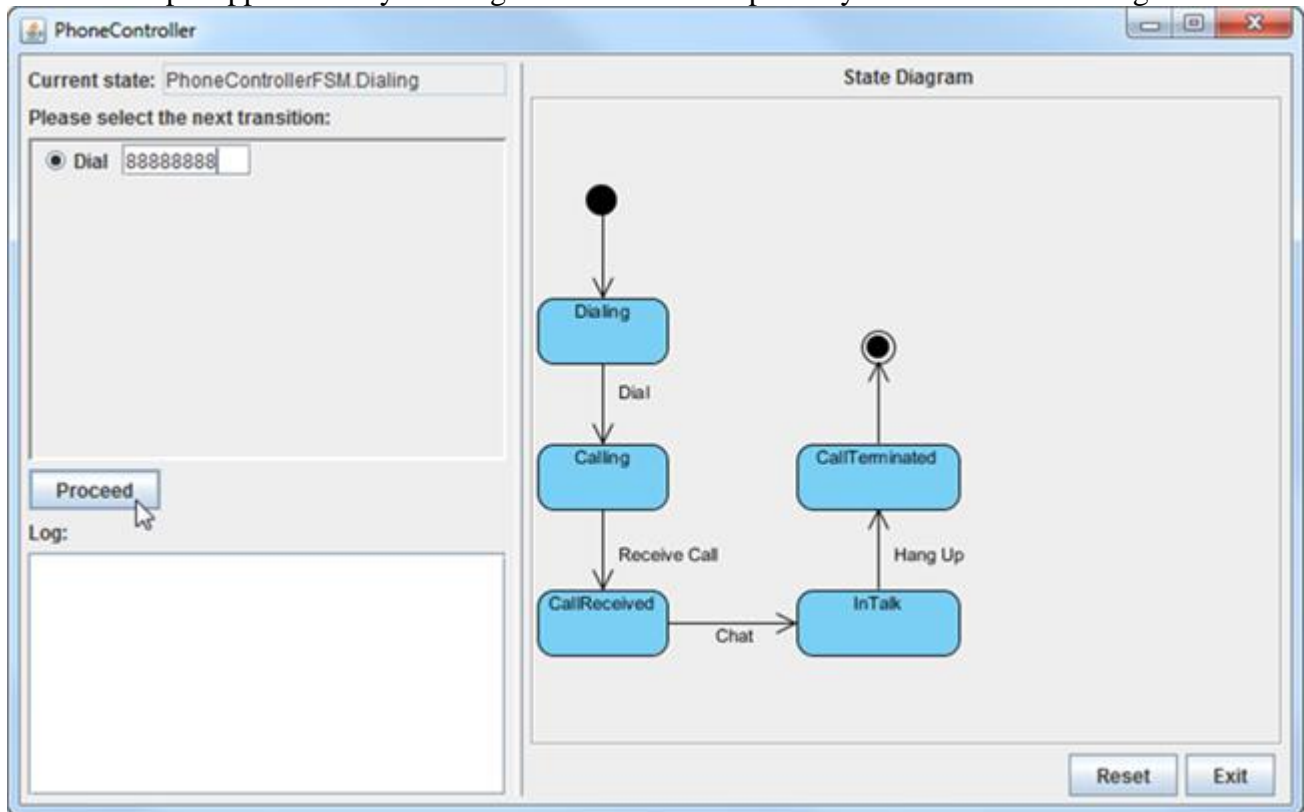 PhoneController
Current state: PhoneControllerFSM.Dialing
Please select the next transition:
Dial 88888888
Proceed
Log:
State Diagram
Dialing
Dial
Calling
CallTerminated
Receive Call
Hang Up
CallReceived
InTalk
Chat
Reset Exit